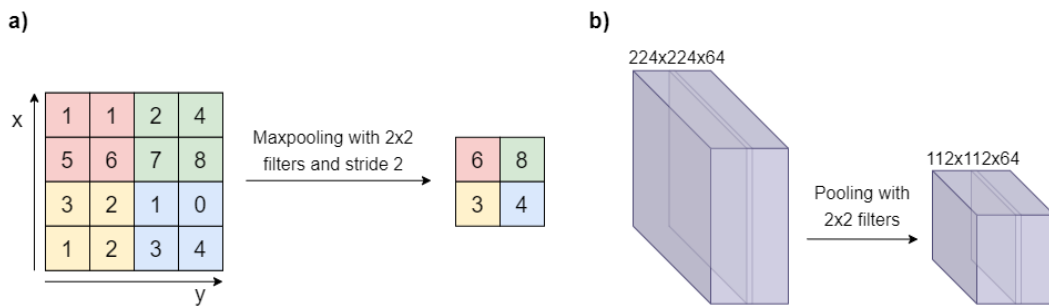 a)
x
1 1 2 4
5 6 7 8
3 2 1 0
1 2 3 4
y
Maxpooling with 2x2
filters and stride 2
6 8
3 4
b)
224x224x64
Pooling with
2x2 filters
112x112x64